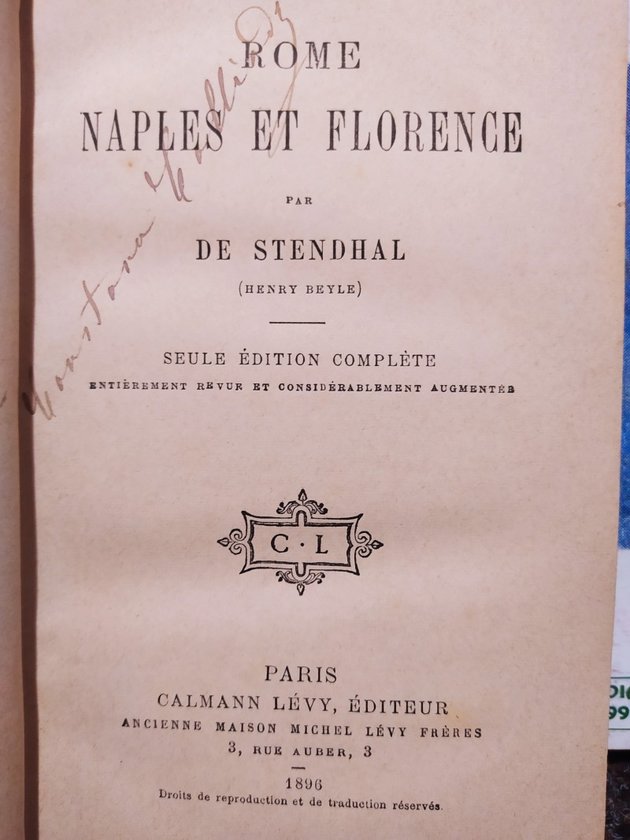 ROME
NAPLES ET FLORENCE
PAR
DE STENDHAL
(HENRY BEYLE)
SEULE ÉDITION COMPLÈTE
ENTIÈREMENT REVUE ET CONSIDÉRABLEMENT AUGMENTÉE
C · L
PARIS
CALMANN LÉVY, ÉDITEUR
ANCIENNE MAISON MICHEL LÉVY FRÈRES
3, RUE AUBER, 3
1896
Droits de reproduction et de traduction réservés.